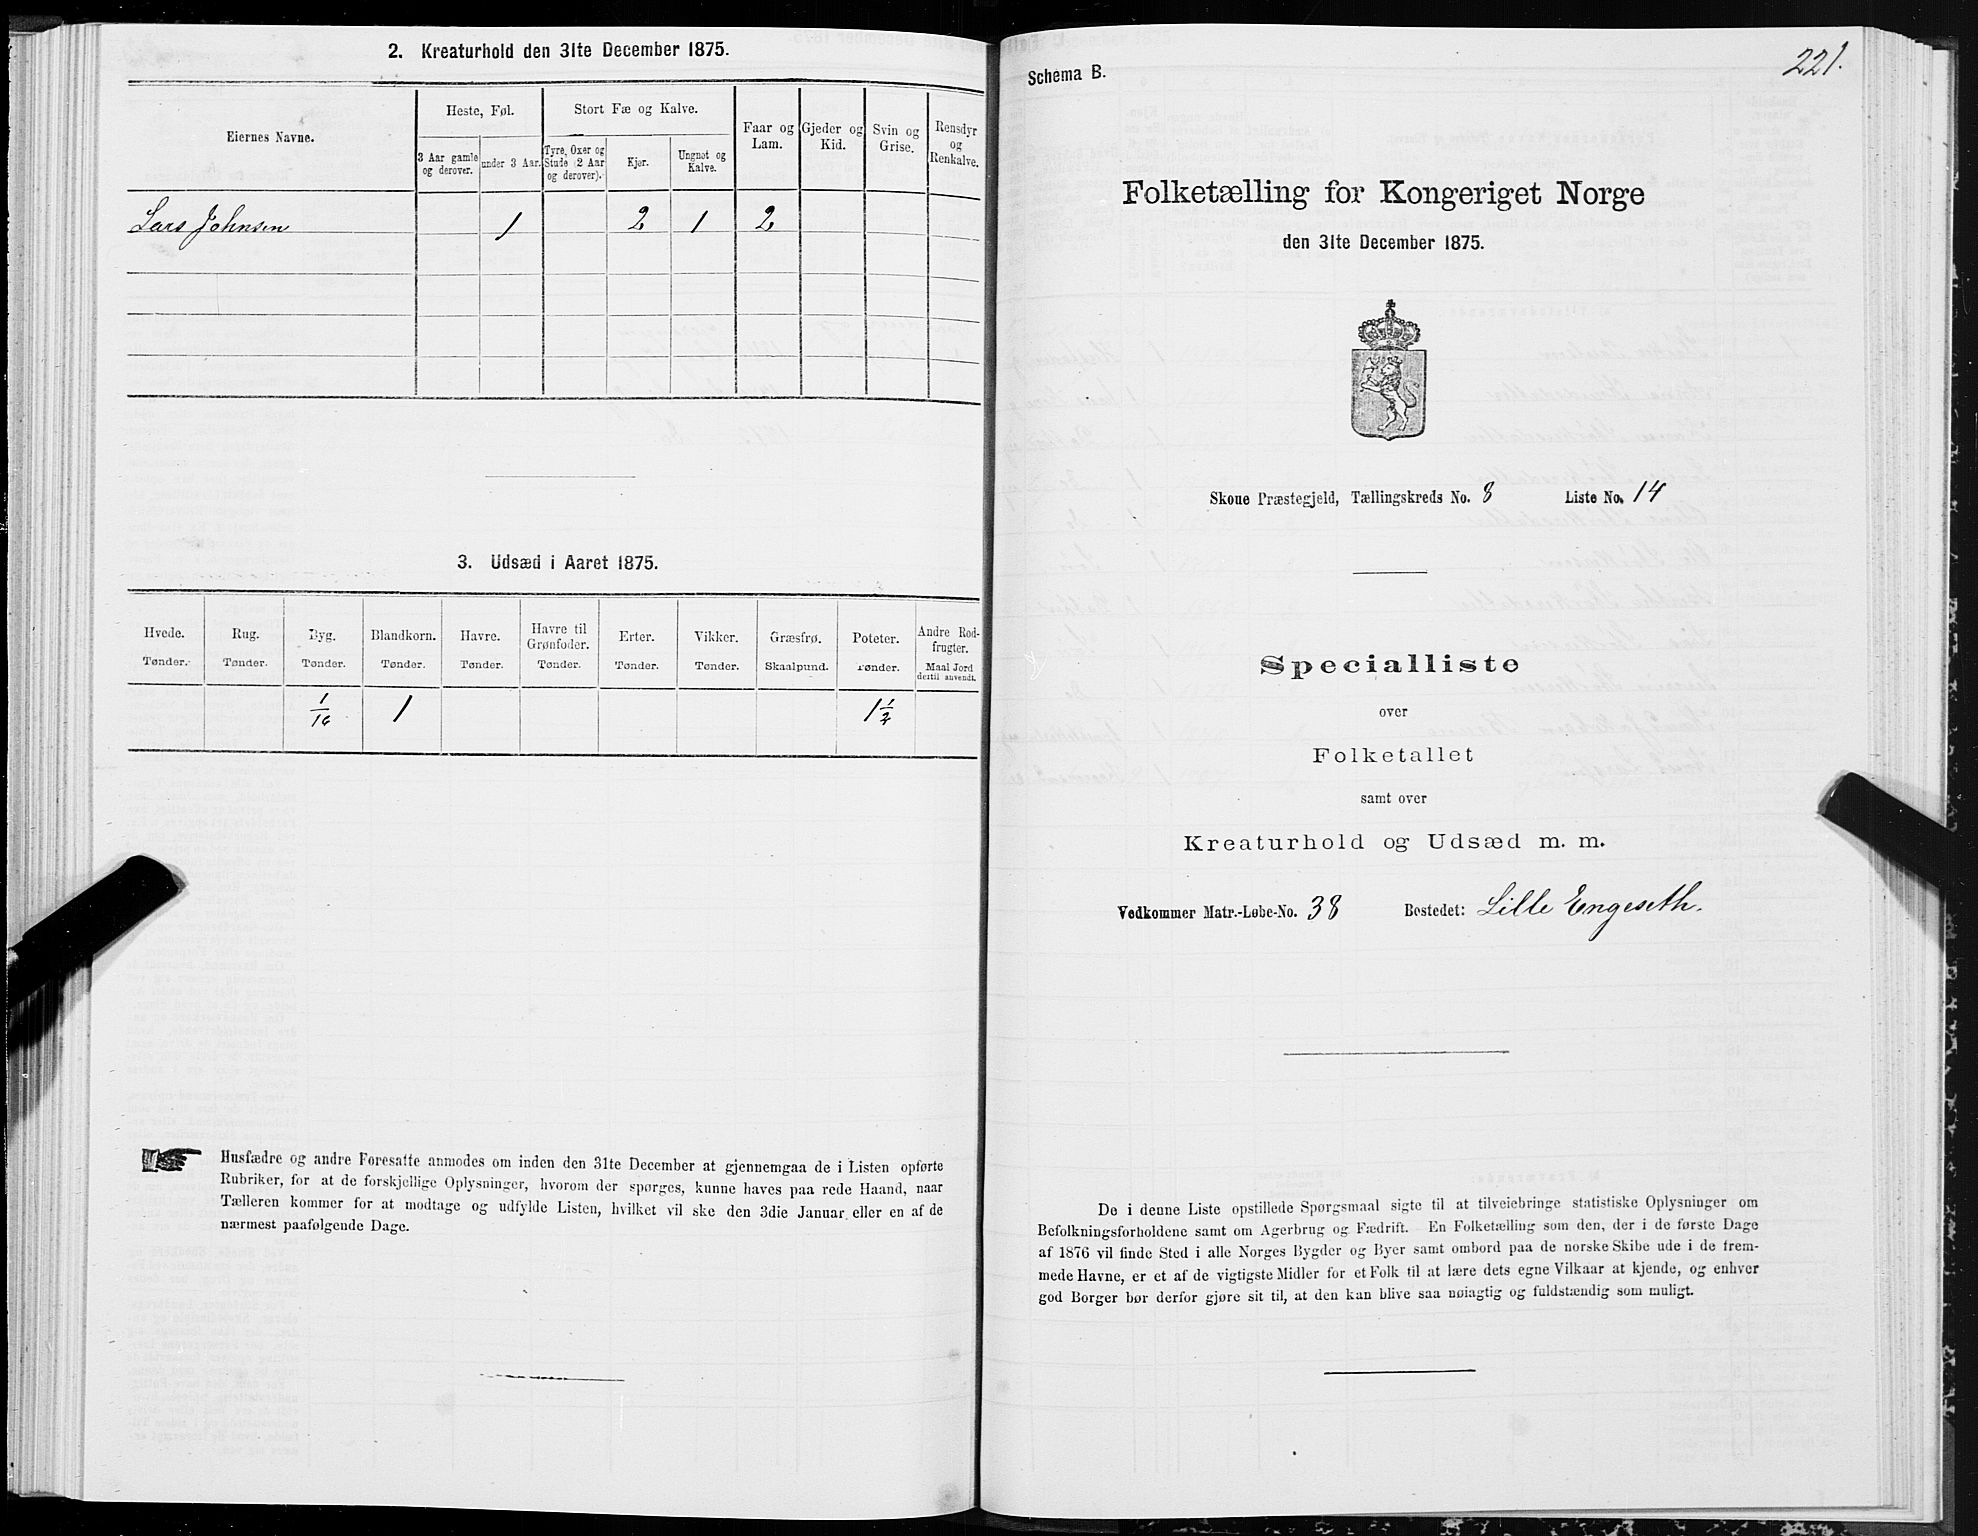 2. Kreaturhold den 31te December 1875.
Eiernes Navne.
Heste, Føl.
Stort Fæ og Kalve.
Faar og Lam.
Gjeder og Kid.
Svin og Grise.
Rensdyr og Renkalve.
3 Aar gamle og derover.
under 3 Aar.
Tyre, Oxer og Stude (2 Aar og derover).
Kjør.
Ungnøt og Kalve.
Lars Johnsen 1 2 1 2
3. Udsæd i Aaret 1875.
Hvede. Rug. Byg. Blandkorn. Havre. Havre til Grønfoder. Erter. Vikker. Græsfrø. Poteter. Andre Rodfrugter.
Tønder. Tønder. Tønder. Tønder. Tønder. Tønder. Tønder. Tønder. Skaalpund. Tønder. Maal Jord dertil anvendt.
1/16 1 1 1/2
Husfædre og andre Foresatte anmodes om inden den 31te December at gjennemgaa de i Listen opførte
Rubriker, for at de forskjellige Oplysninger, hvorom der spørges, kunne haves paa rede Haand, naar
Tælleren kommer for at modtage og udfylde Listen, hvilket vil ske den 3die Januar eller en af de
nærmest paafølgende Dage.
221.
Schema B.
Folketælling for Kongeriget Norge
den 31te December 1875.
Skoue Præstegjeld, Tællingskreds No. 8 Liste No. 14
Specialliste
over
Folketallet
samt over
Kreaturhold og Udsæd m. m.
Vedkommer Matr.-Løbe-No. 38 Bostedet: Lille Engeseth.
De i denne Liste opstillede Spørgsmaal sigte til at tilveiebringe statistiske Oplysninger om
Befolkningsforholdene samt om Agerbrug og Fædrift. En Folketælling som den, der i de første Dage
af 1876 vil finde Sted i alle Norges Bygder og Byer samt ombord paa de norske Skibe ude i de frem-
mede Havne, er et af de vigtigste Midler for et Folk til at lære dets egne Vilkaar at kjende, og enhver
god Borger bør derfor gjøre sit til, at den kan blive saa nøiagtig og fuldstændig som muligt.